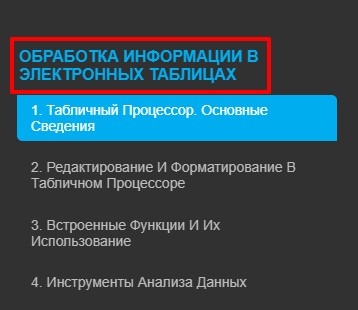 ОБРАБОТКА ИНФОРМАЦИИ В
ЭЛЕКТРОННЫХ ТАБЛИЦАХ
1. Табличный Процессор. Основные
Сведения
2. Редактирование И Форматирование В
Табличном Процессоре
3. Встроенные Функции И Их
Использование
4. Инструменты Анализа Данных